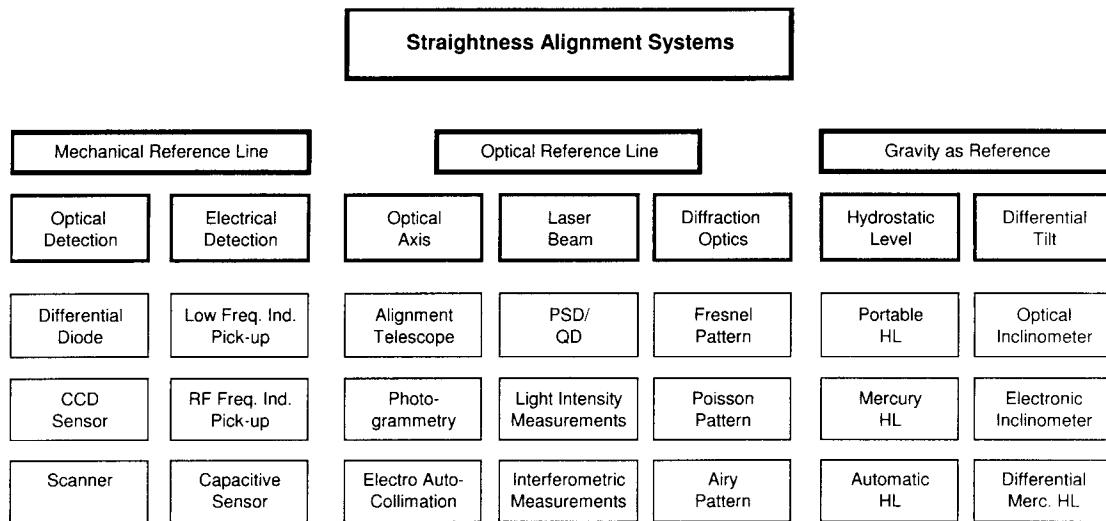 Straightness Alignment Systems
Mechanical Reference Line
Optical Reference Line
Gravity as Reference
Optical
Detection
Electrical
Detection
Optical
Axis
Laser
Beam
Diffraction
Optics
Hydrostatic
Level
Differential
Tilt
Differential
Diode
Low Freq. Ind.
Pick-up
Alignment
Telescope
PSD/
QD
Fresnel
Pattern
Portable
HL
Optical
Inclinometer
CCD
Sensor
RF Freq. Ind.
Pick-up
Photo-
grammetry
Light Intensity
Measurements
Poisson
Pattern
Mercury
HL
Electronic
Inclinometer
Scanner
Capacitive
Sensor
Electro Auto-
Collimation
Interferometric
Measurements
Airy
Pattern
Automatic
HL
Differential
Merc. HL